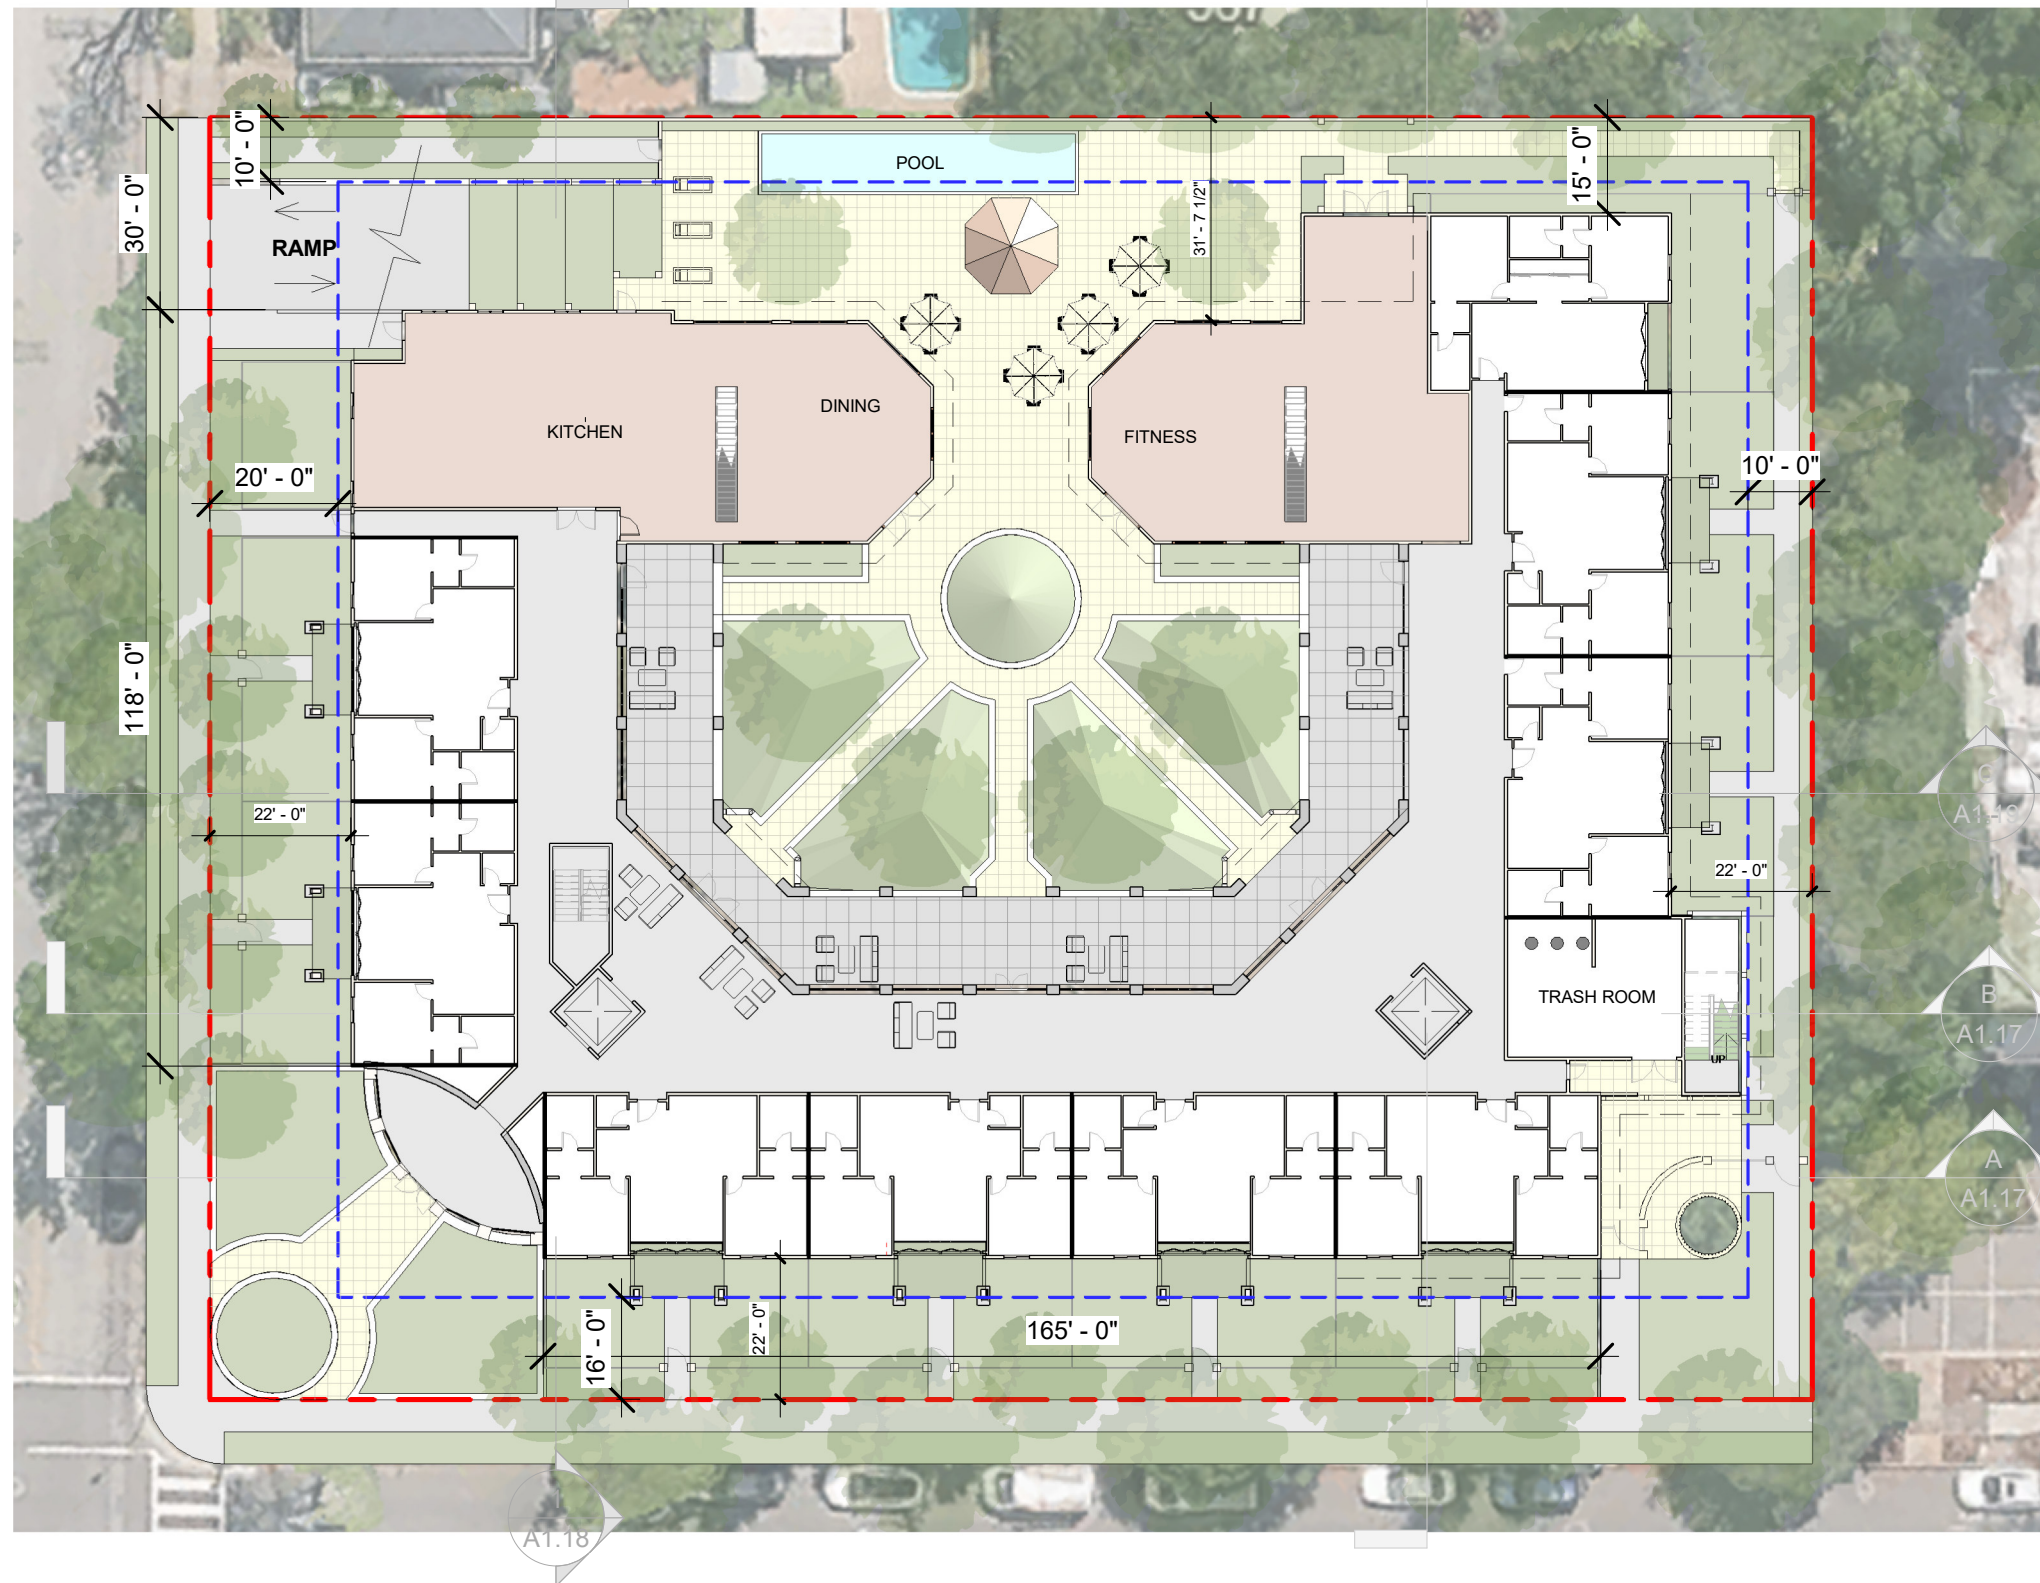 10' - 0"
30' - 0"
RAMP
POOL
31' - 7 1/2"
15' - 0"
KITCHEN
DINING
FITNESS
20' - 0"
10' - 0"
118' - 0"
22' - 0"
C
A1.19
22' - 0"
TRASH ROOM
UP
B
A1.17
A
A1.17
16' - 0"
22' - 0"
165' - 0"
A1.18